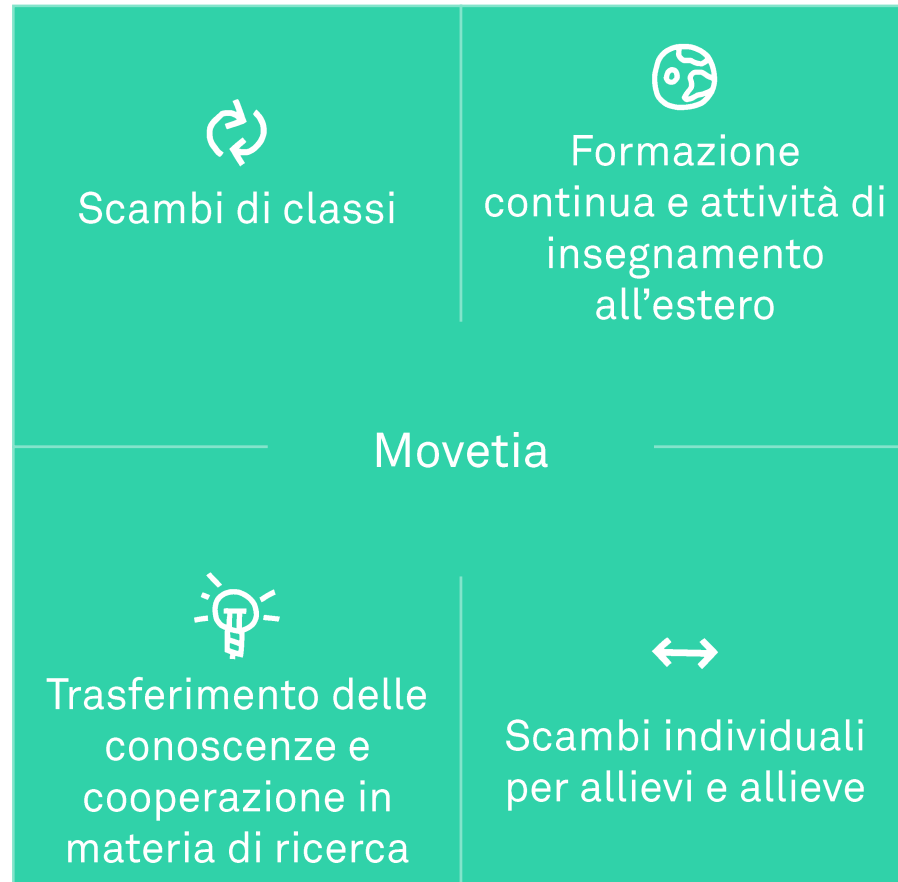 Scambi di classi
Formazione
continua e attività di
insegnamento
all’estero
Movetia
Trasferimento delle
conoscenze e
cooperazione in
materia di ricerca
Scambi individuali
per allievi e allieve